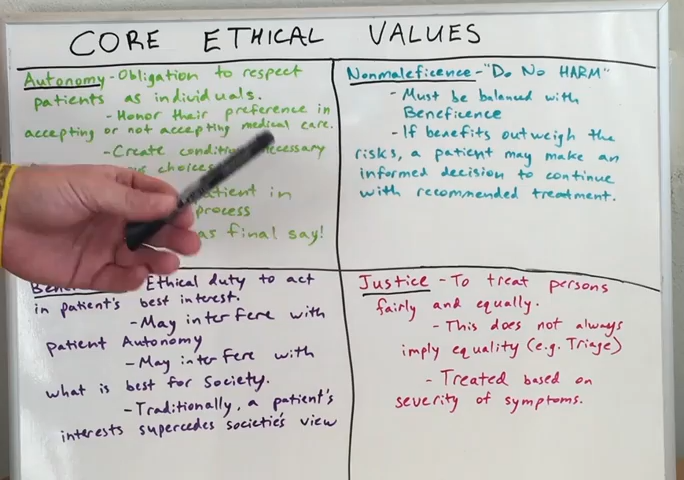 CORE ETHICAL VALUES
Autonomy - Obligation to respect
patients as individuals.
- Honor their preference in
accepting or not accepting medical care.
- Create necessary
choices
patient in
process
as final say!
Nonmaleficence - "Do No HARM"
- Must be balanced with
Beneficence
- If benefits outweigh the
risks, a patient may make an
informed decision to continue
with recommended treatment.
Ethical duty to act
in patient's best interest.
- May interfere with
patient Autonomy
- May interfere with
what is best for Society.
- Traditionally, a patient's
interests supercedes societie's view
Justice - To treat persons
fairly and equally.
- This does not always
imply equality (e.g. Triage)
- Treated based on
severity of symptoms.